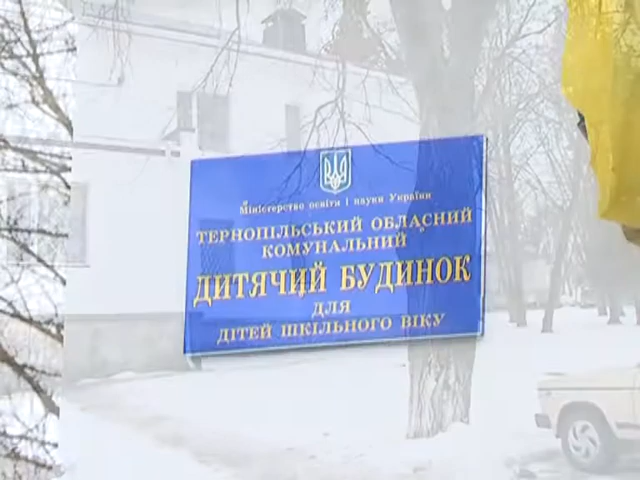 Міністерство освіти і науки України
ТЕРНОПІЛЬСЬКИЙ ОБЛАСНИЙ
КОМУНАЛЬНИЙ
ДИТЯЧИЙ БУДИНОК
ДЛЯ
ДІТЕЙ ШКІЛЬНОГО ВІКУ